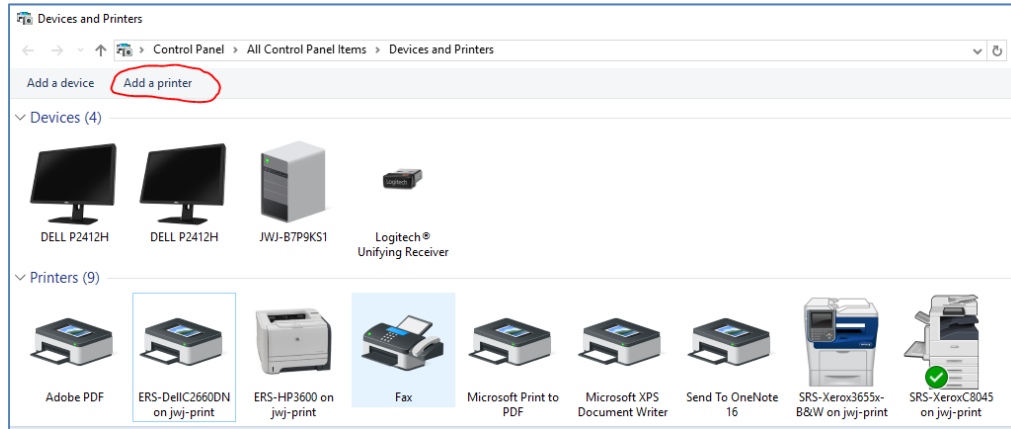 Devices and Printers
Control Panel > All Control Panel Items > Devices and Printers
Add a device Add a printer
Devices (4)
Logitech
DELL P2412H DELL P2412H JWJ-B7P9KS1 Logitech®
Unifying Receiver
Printers (9)
Adobe PDF ERS-DellC2660DN ERS-HP3600 on Fax Microsoft Print to Microsoft XPS Send To OneNote SRS-Xerox3655x- SRS-XeroxC8045
on jwj-print jwj-print PDF Document Writer 16 B&W on jwj-print on jwj-print